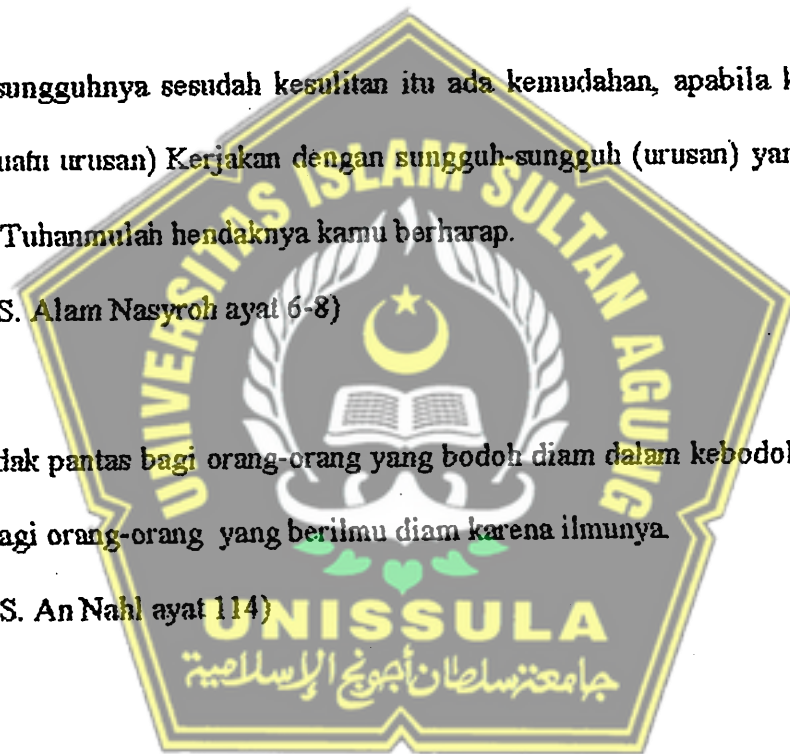 sungguhnya sesudah kesulitan itu ada kemudahan, apabila k
uatu urusan) Kerjakan dengan sungguh-sungguh (urusan) yan
Tuhanmulah hendaknya kamu berharap.
S. Alam Nasyroh ayat 6-8)
dak pantas bagi orang-orang yang bodoh diam dalam kebodoh
agi orang-orang yang berilmu diam karena ilmunya.
S. An Nahl ayat 114)
UNIVERSITAS ISLAM SULTAN AGUNG
UNISSULA
جامعة سلطان أجونج الإسلامية